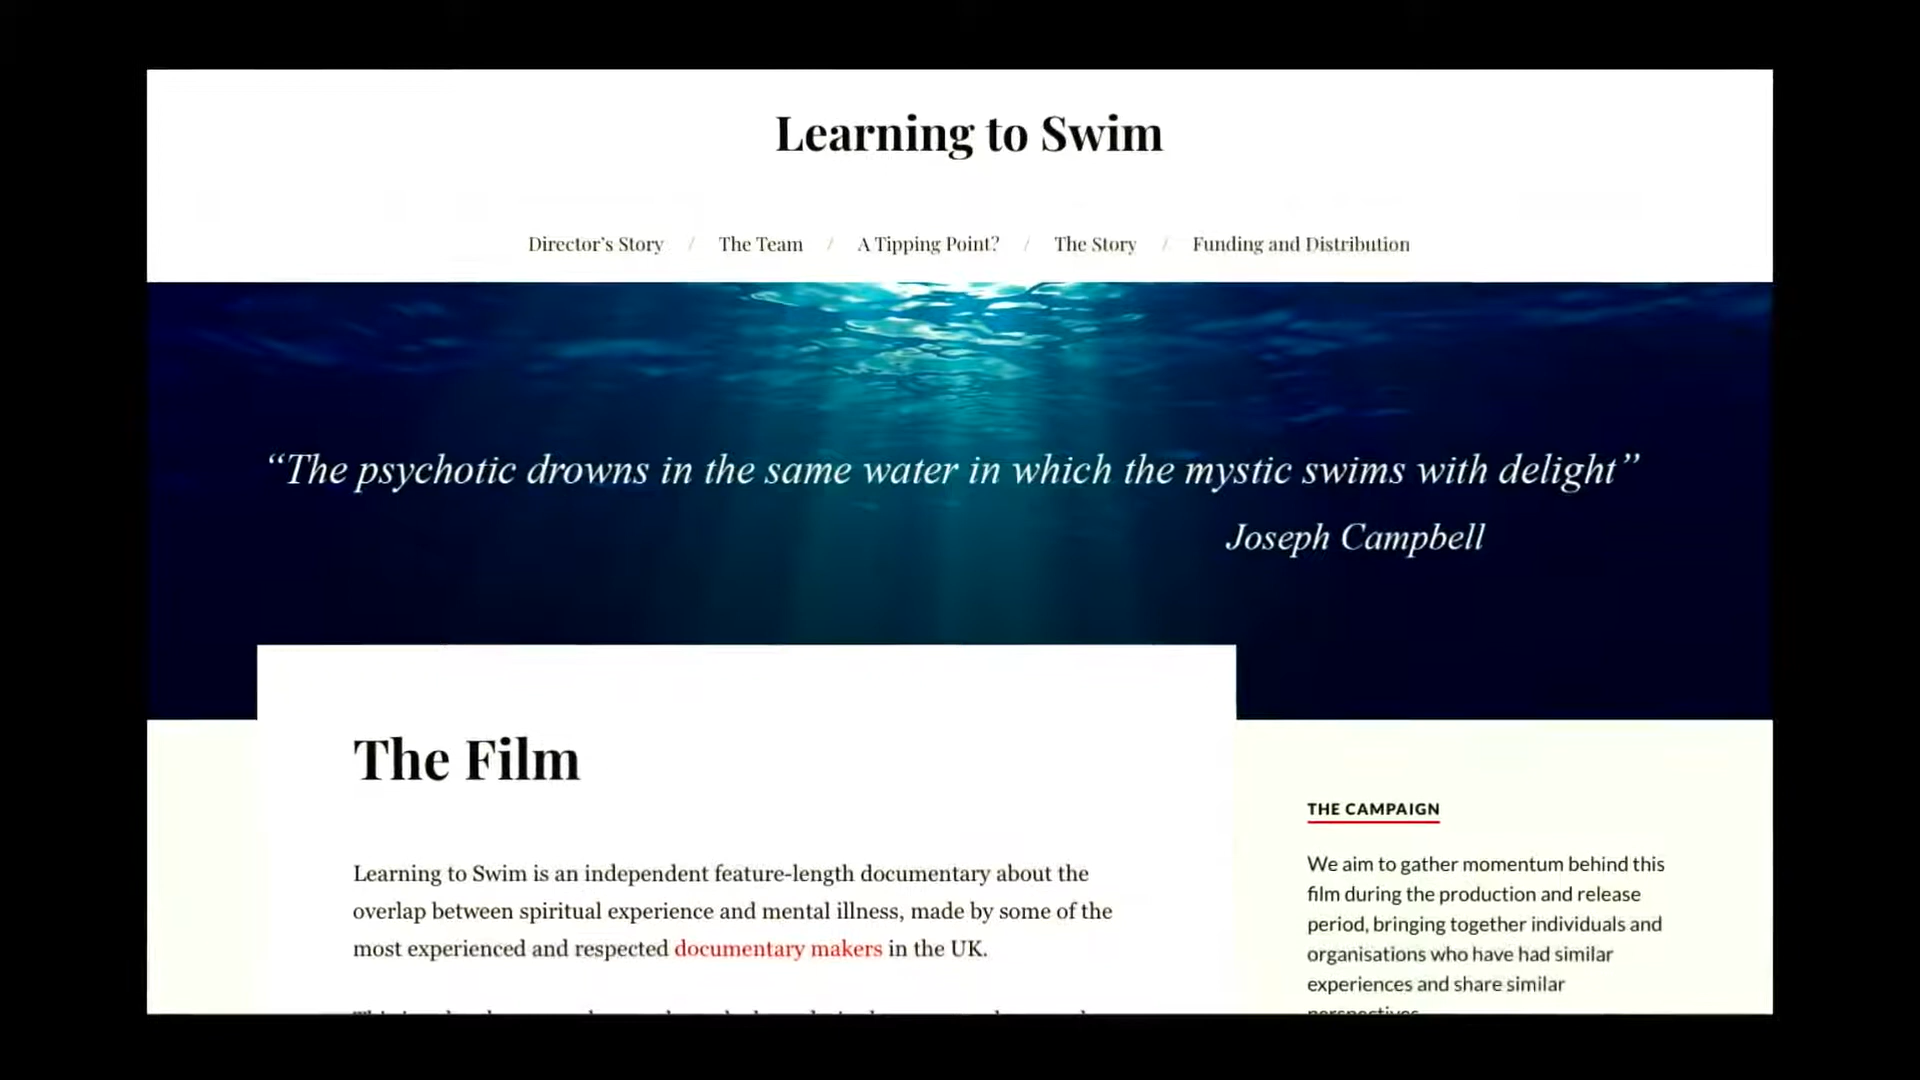 Learning to Swim
Director's Story / The Team / A Tipping Point? / The Story / Funding and Distribution
“The psychotic drowns in the same water in which the mystic swims with delight”
Joseph Campbell
The Film
Learning to Swim is an independent feature-length documentary about the
overlap between spiritual experience and mental illness, made by some of the
most experienced and respected documentary makers in the UK.
THE CAMPAIGN
We aim to gather momentum behind this
film during the production and release
period, bringing together individuals and
organisations who have had similar
experiences and share similar
perspectives